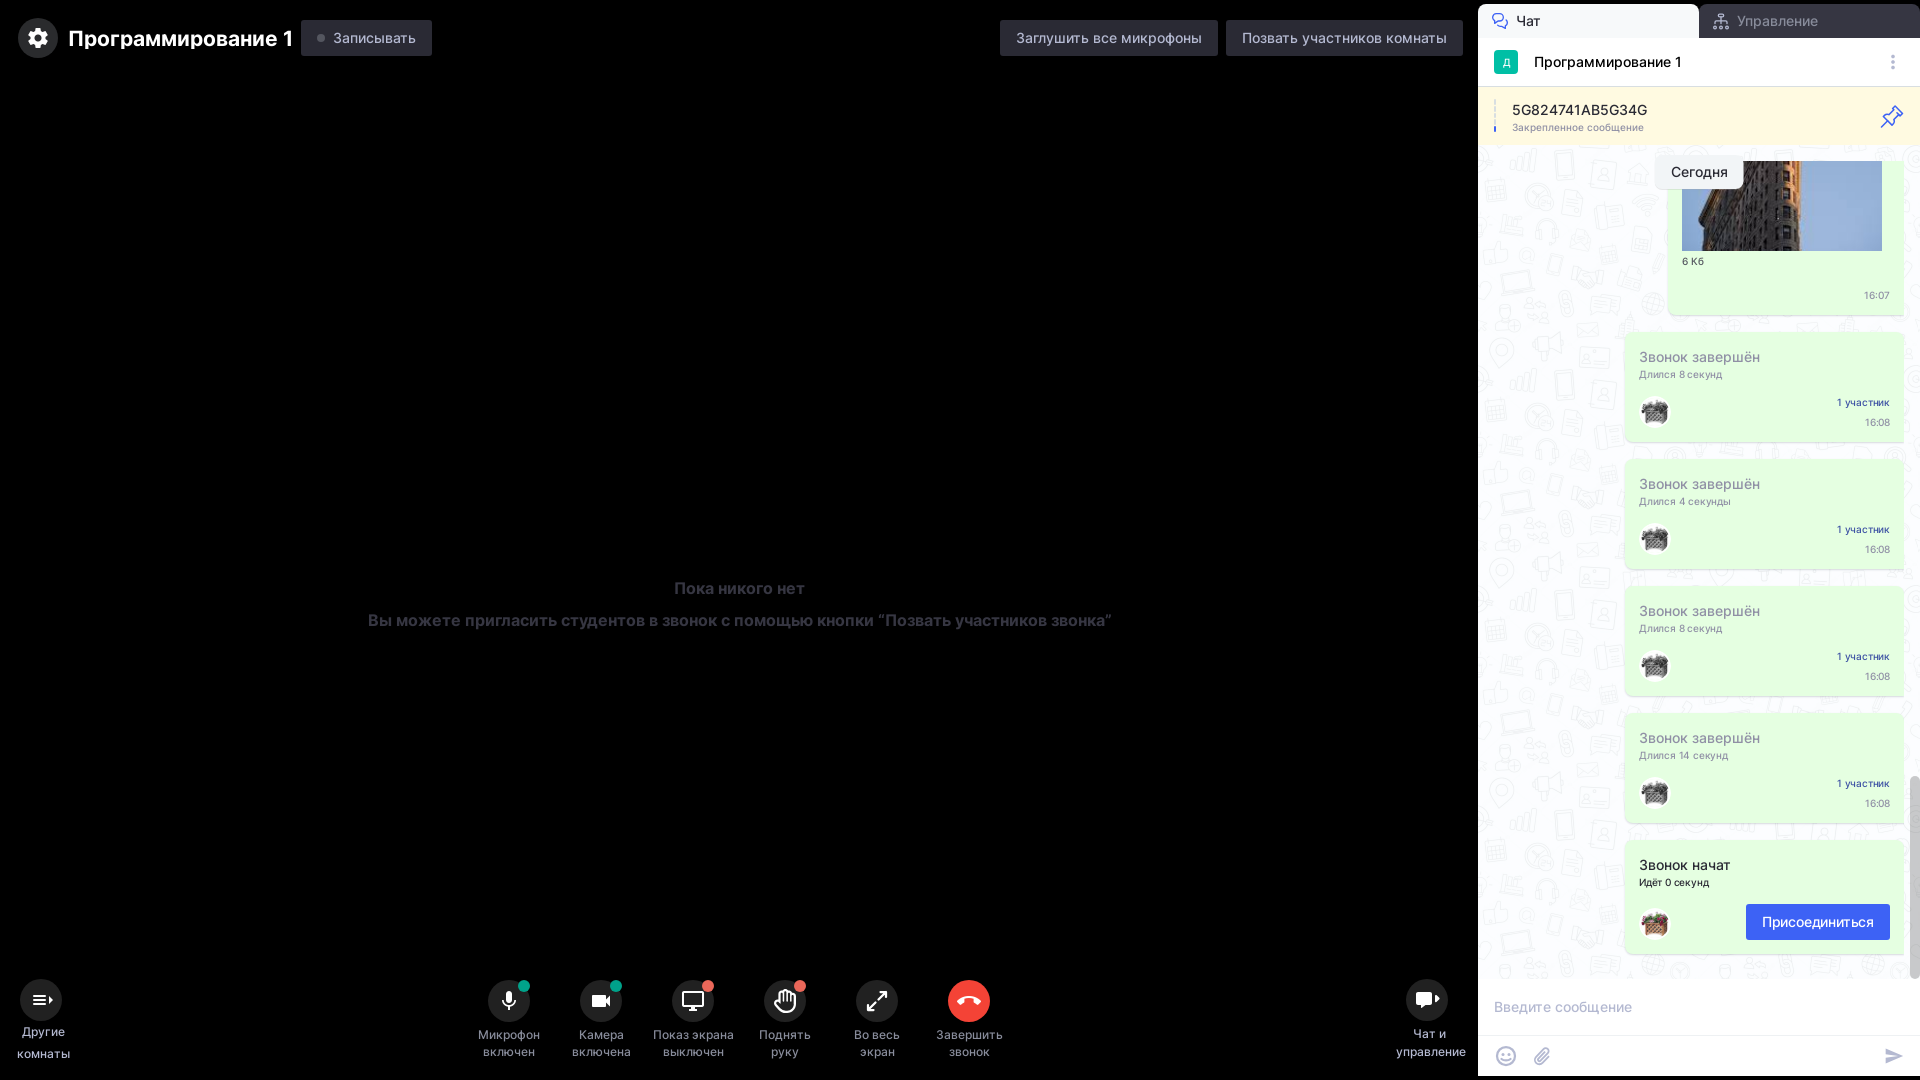 Программирование 1
Записывать
Заглушить все микрофоны
Позвать участников комнаты
Пока никого нет
Вы можете пригласить студентов в звонок с помощью кнопки “Позвать участников звонка”
Другие
комнаты
Микрофон
включен
Камера
включена
Показ экрана
выключен
Поднять
руку
Во весь
экран
Завершить
звонок
Чат и
управление
Чат
Управление
Д
Программирование 1
5G824741AB5G34G
Закрепленное сообщение
Сегодня
6 Кб
16:07
Звонок завершён
Длился 8 секунд
1 участник
16:08
Звонок завершён
Длился 4 секунды
1 участник
16:08
Звонок завершён
Длился 8 секунд
1 участник
16:08
Звонок завершён
Длился 14 секунд
1 участник
16:08
Звонок начат
Идёт 0 секунд
Присоединиться
Введите сообщение